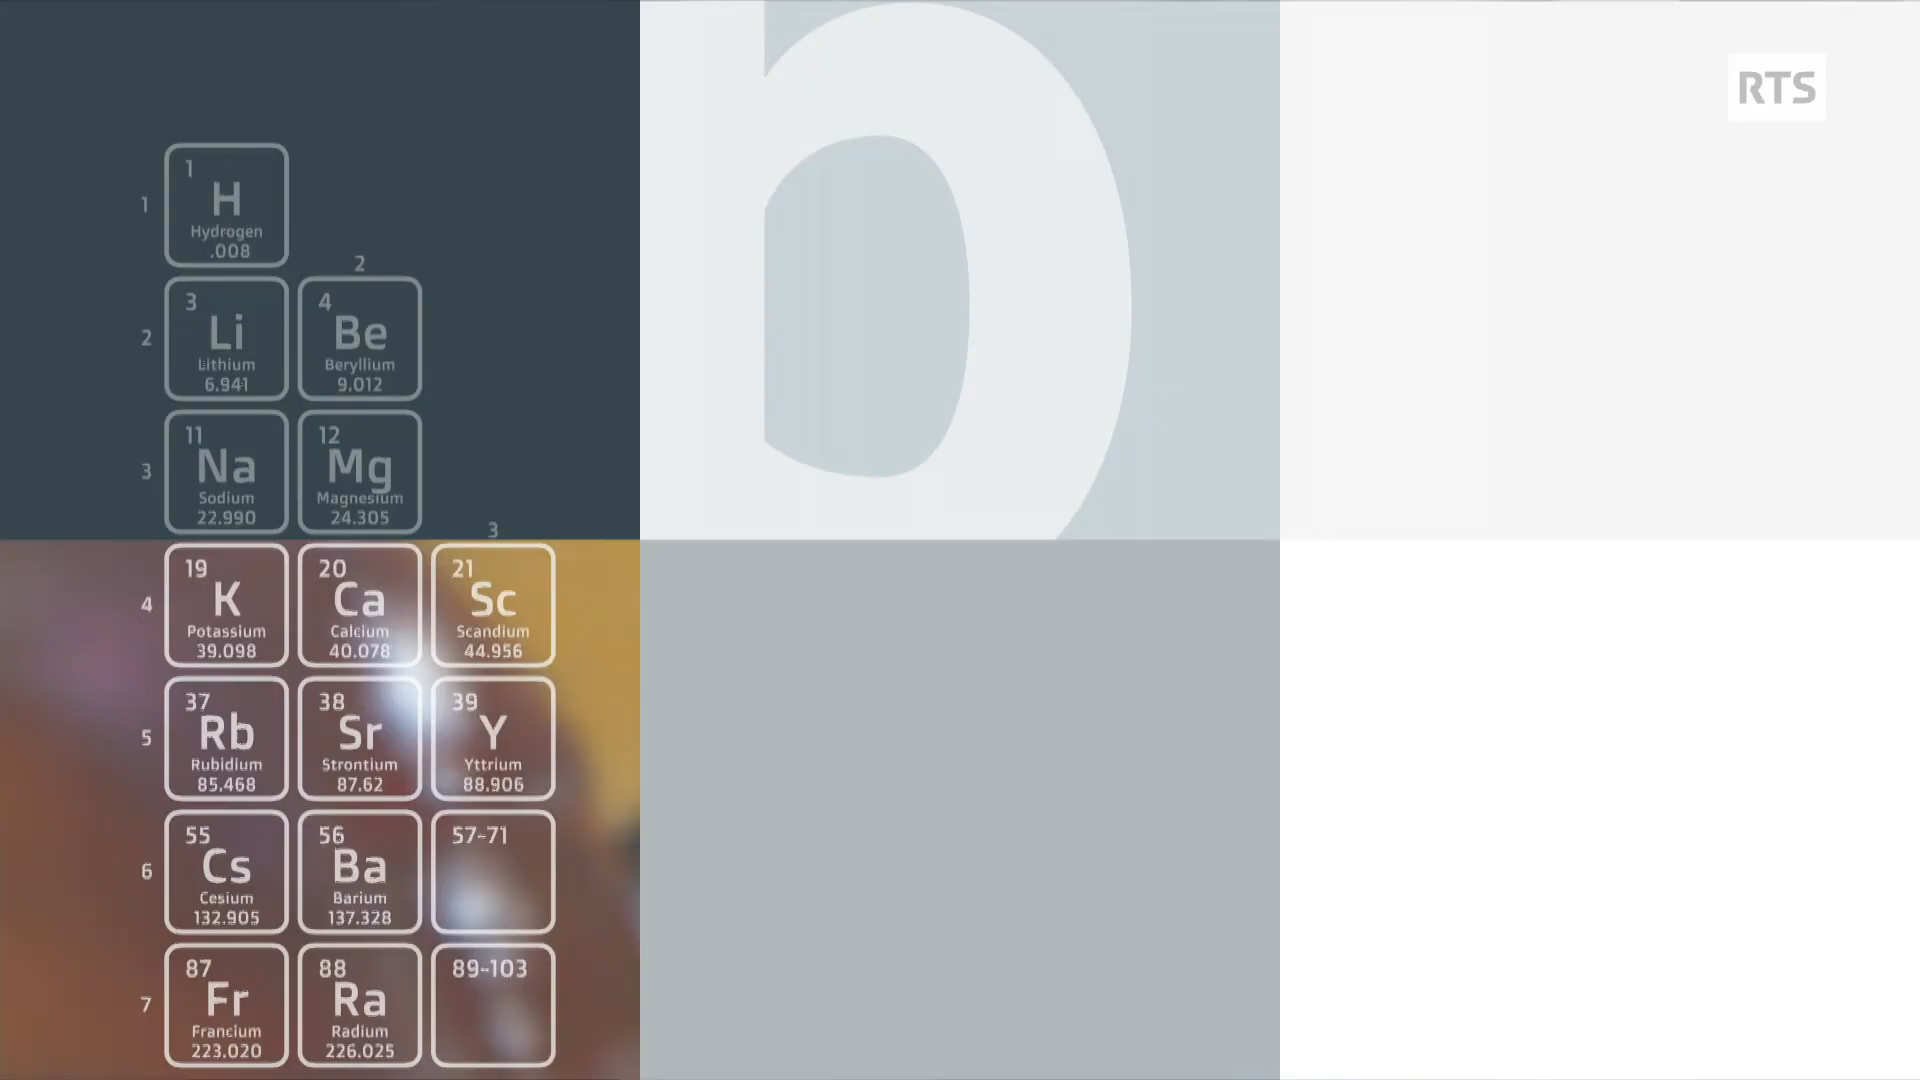 RTS
b
1
H
Hydrogen
.008
1
2
3
Li
Lithium
6.941
4
Be
Beryllium
9.012
2
11
Na
Sodium
22.990
12
Mg
Magnesium
24.305
3
3
19
K
Potassium
39.098
20
Ca
Calcium
40.078
21
Sc
Scandium
44.956
4
37
Rb
Rubidium
85.468
38
Sr
Strontium
87.62
39
Y
Yttrium
88.906
5
55
Cs
Cesium
132.905
56
Ba
Barium
137.328
57-71
6
87
Fr
Francium
223.020
88
Ra
Radium
226.025
89-103
7